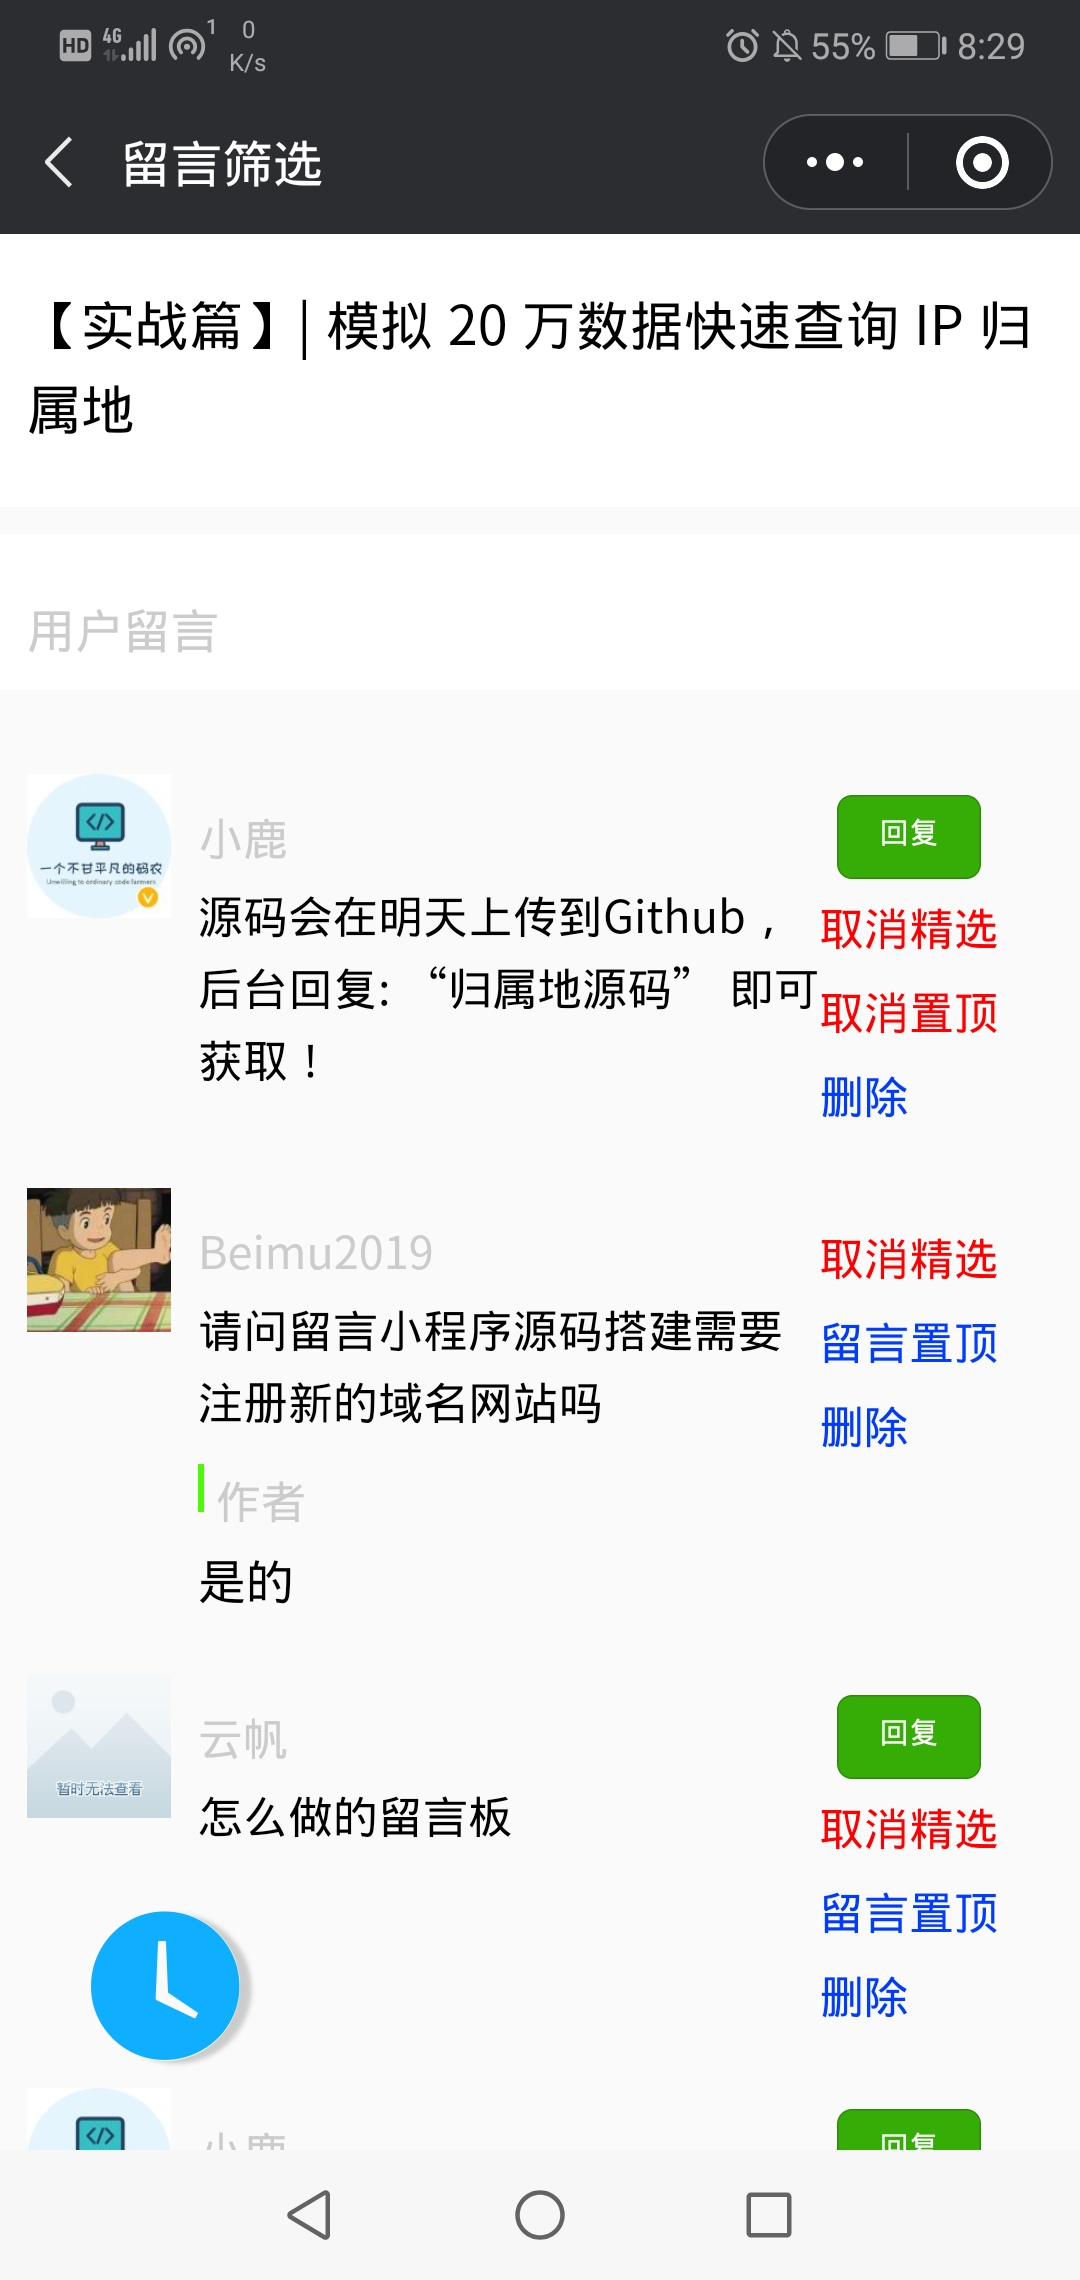 HD 4G 1 0 K/s 55% 8:29
留言筛选
【实战篇】| 模拟 20 万数据快速查询 IP 归
属地
用户留言
一个不甘平凡的码农
Unwilling to ordinary code farmers
小鹿
回复
源码会在明天上传到Github，
后台回复：“归属地源码” 即可
获取！
取消精选
取消置顶
删除
Beimu2019
请问留言小程序源码搭建需要
注册新的域名网站吗
取消精选
留言置顶
删除
作者
是的
暂时无法查看
云帆
怎么做的留言板
回复
取消精选
留言置顶
删除
小鹿
回复